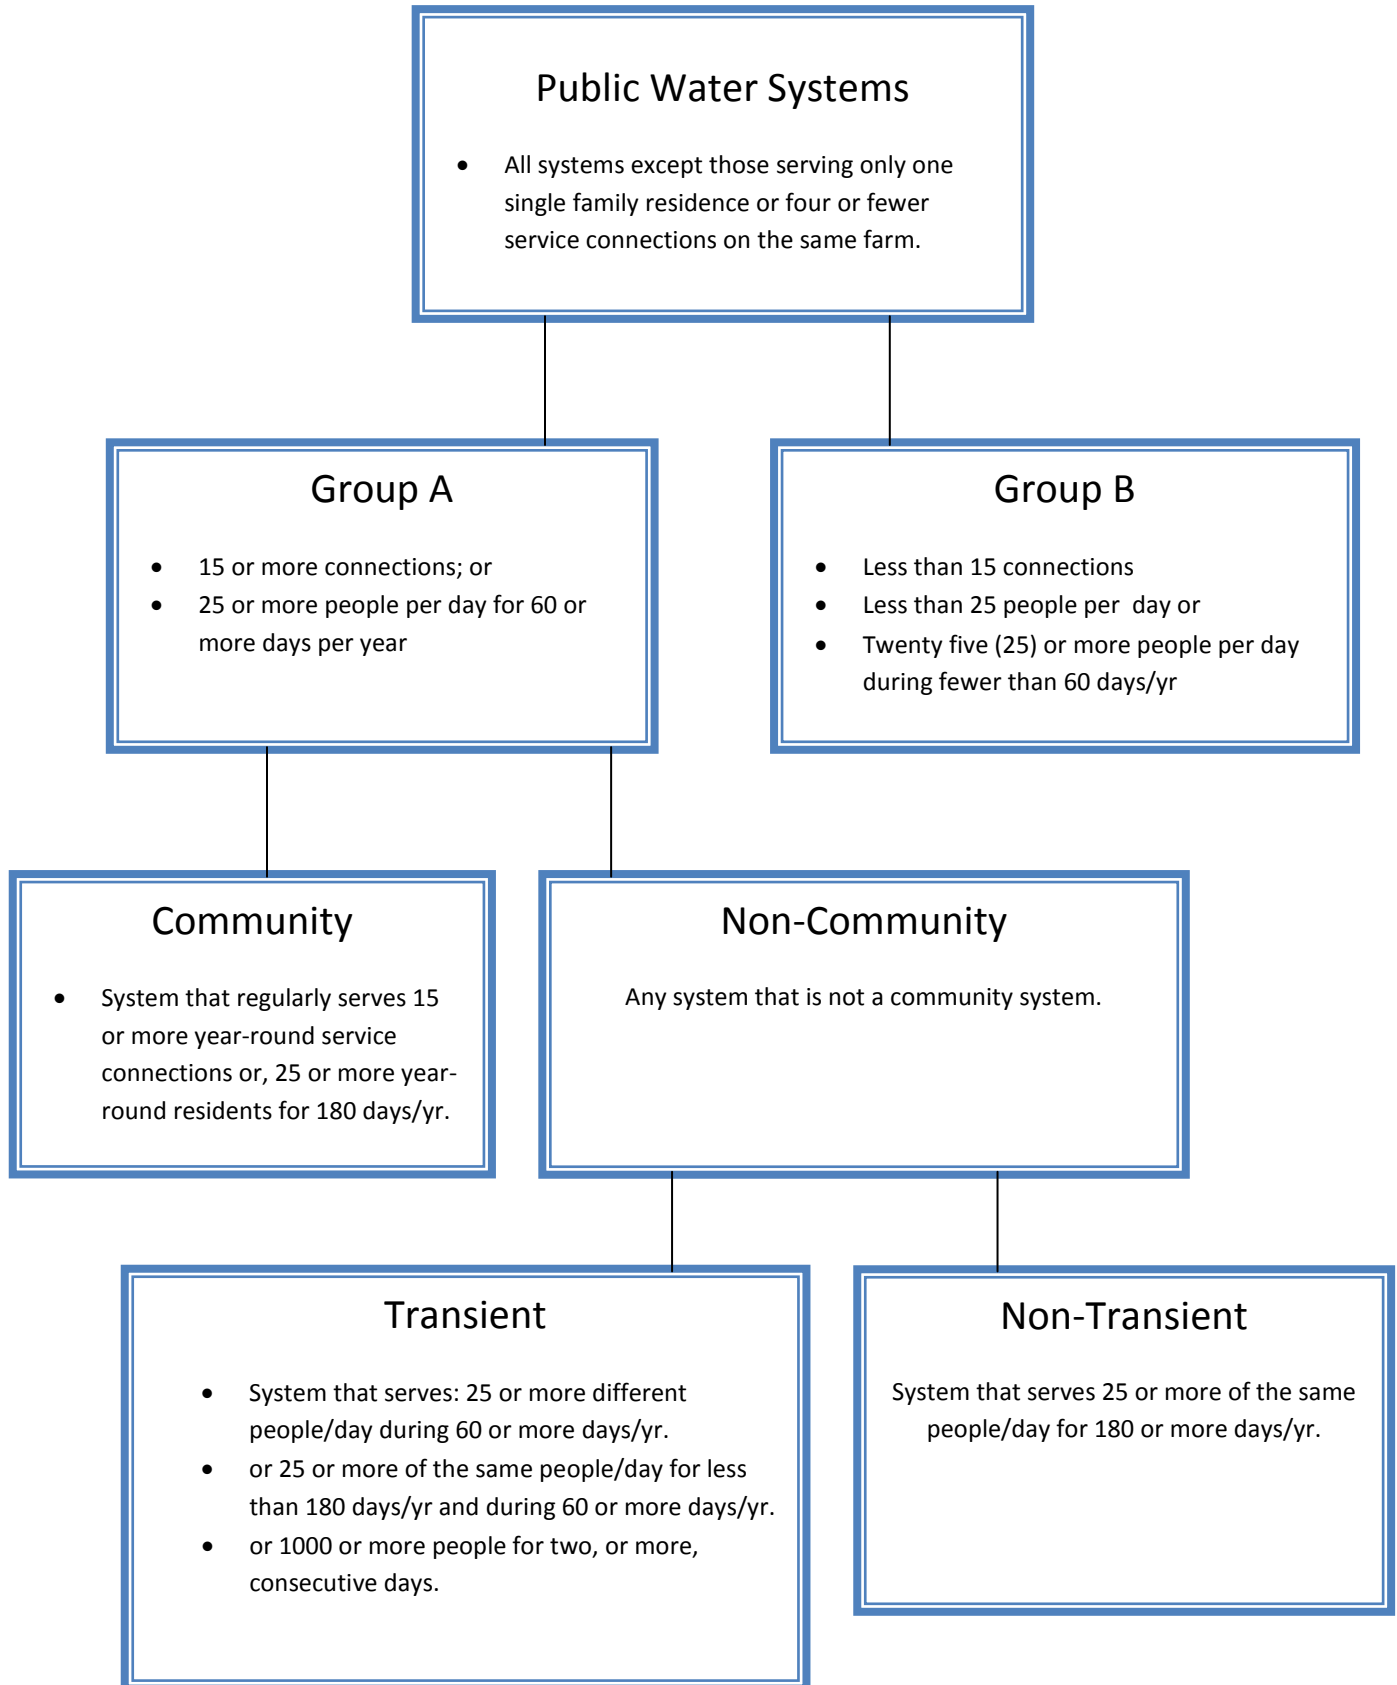 Public Water Systems
• All systems except those serving only one
single family residence or four or fewer
service connections on the same farm.
Group A
• 15 or more connections; or
• 25 or more people per day for 60 or
more days per year
Group B
• Less than 15 connections
• Less than 25 people per  day or
• Twenty five (25) or more people per day
during fewer than 60 days/yr
Community
• System that regularly serves 15
or more year-round service
connections or, 25 or more year-
round residents for 180 days/yr.
Non-Community
Any system that is not a community system.
Transient
• System that serves: 25 or more different
people/day during 60 or more days/yr.
• or 25 or more of the same people/day for less
than 180 days/yr and during 60 or more days/yr.
• or 1000 or more people for two, or more,
consecutive days.
Non-Transient
System that serves 25 or more of the same
people/day for 180 or more days/yr.